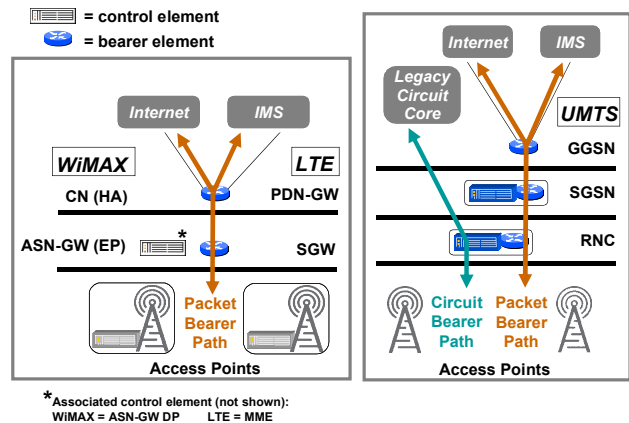 = control element
= bearer element
Internet
IMS
WiMAX
LTE
CN (HA)
PDN-GW
*
ASN-GW (EP)
SGW
Packet
Bearer
Path
Access Points
*Associated control element (not shown):
WiMAX = ASN-GW DP LTE = MME
Internet
IMS
Legacy
Circuit
Core
UMTS
GGSN
SGSN
RNC
Circuit
Bearer
Path
Packet
Bearer
Path
Access Points